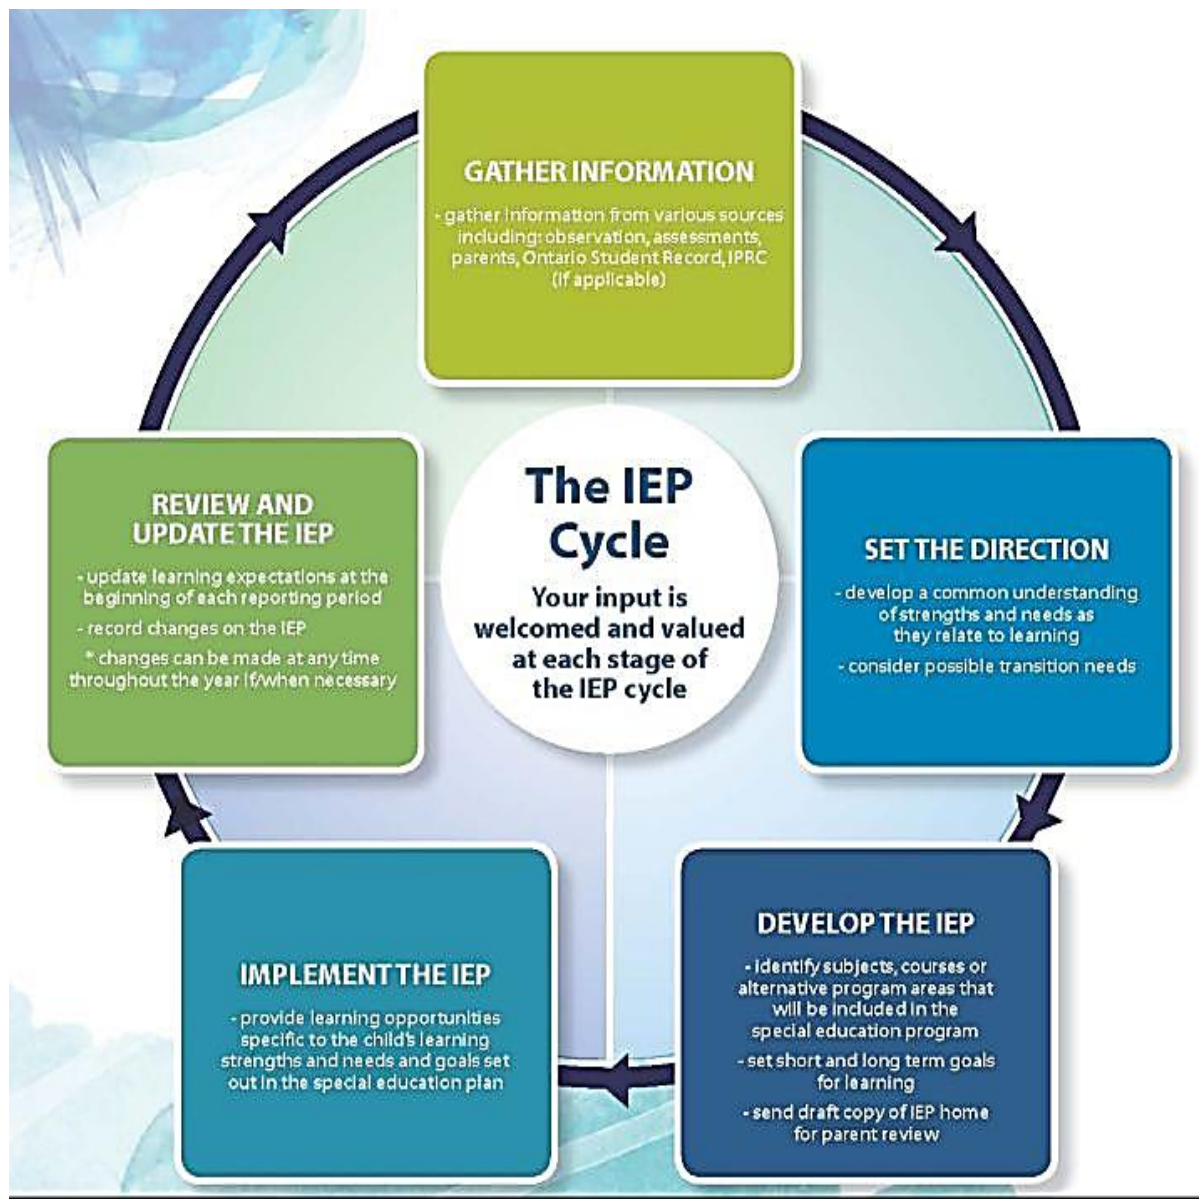 GATHER INFORMATION
- gather information from various sources
including: observation, assessments,
parents, Ontario Student Record, IPRC
(if applicable)
SET THE DIRECTION
- develop a common understanding
of strengths and needs as
they relate to learning
- consider possible transition needs
DEVELOP THE IEP
- identify subjects, courses or
alternative program areas that
will be included in the
special education program
- set short and long term goals
for learning
- send draft copy of IEP home
for parent review
IMPLEMENT THE IEP
- provide learning opportunities
specific to the child's learning
strengths and needs and goals set
out in the special education plan
REVIEW AND
UPDATE THE IEP
- update learning expectations at the
beginning of each reporting period
- record changes on the IEP
* changes can be made at any time
throughout the year if/when necessary
The IEP
Cycle
Your input is
welcomed and valued
at each stage of
the IEP cycle